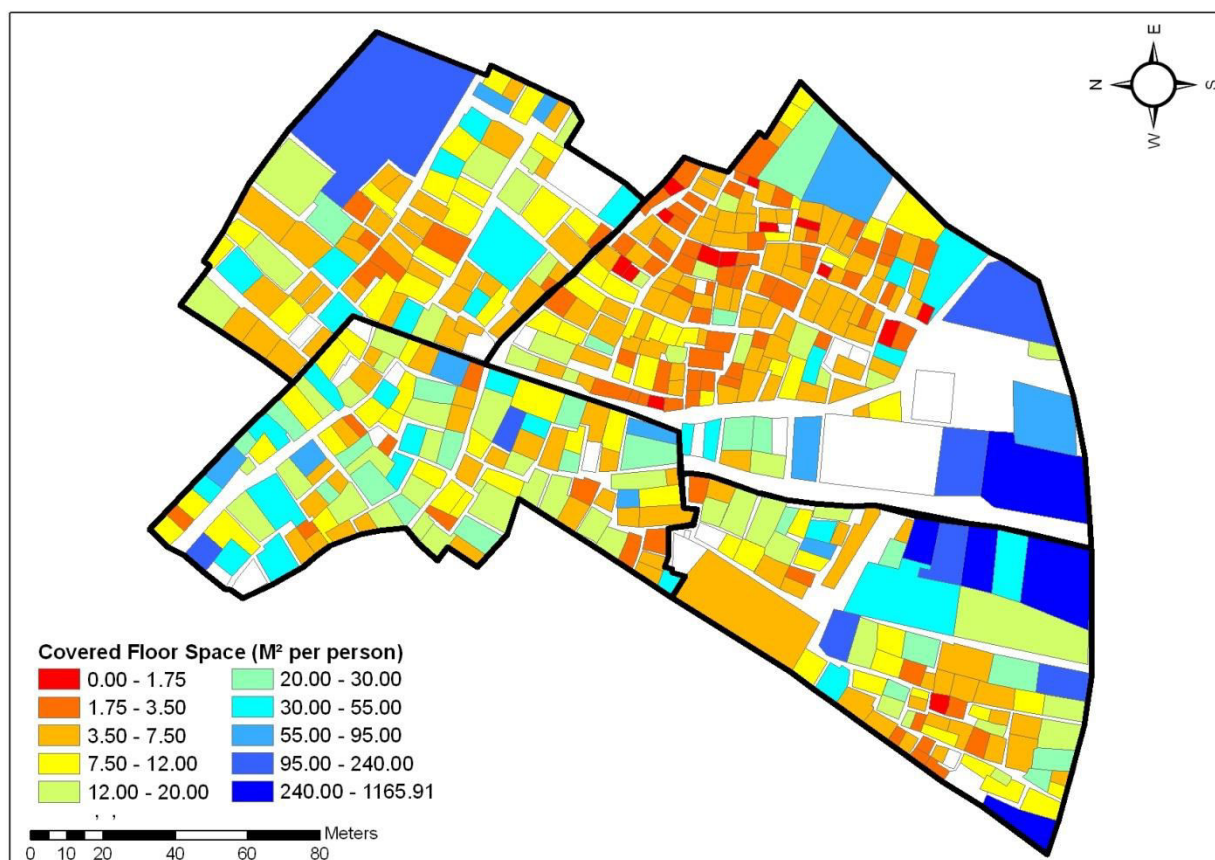 E
N S
W
Covered Floor Space (M² per person)
0.00 - 1.75 20.00 - 30.00
1.75 - 3.50 30.00 - 55.00
3.50 - 7.50 55.00 - 95.00
7.50 - 12.00 95.00 - 240.00
12.00 - 20.00 240.00 - 1165.91
, ,
Meters
0 10 20 40 60 80